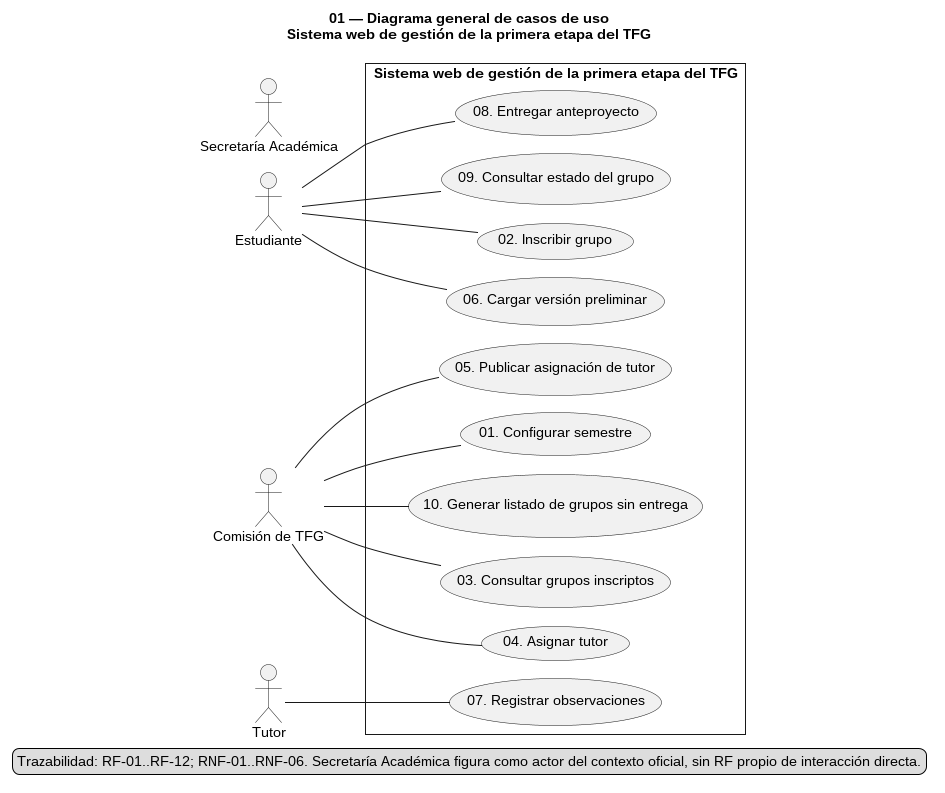 01 — Diagrama general de casos de uso
Sistema web de gestión de la primera etapa del TFG
Sistema web de gestión de la primera etapa del TFG
08. Entregar anteproyecto
Secretaría Académica
09. Consultar estado del grupo
Estudiante
02. Inscribir grupo
06. Cargar versión preliminar
05. Publicar asignación de tutor
01. Configurar semestre
10. Generar listado de grupos sin entrega
Comisión de TFG
03. Consultar grupos inscriptos
04. Asignar tutor
07. Registrar observaciones
Tutor
Trazabilidad: RF-01..RF-12; RNF-01..RNF-06. Secretaría Académica figura como actor del contexto oficial, sin RF propio de interacción directa.